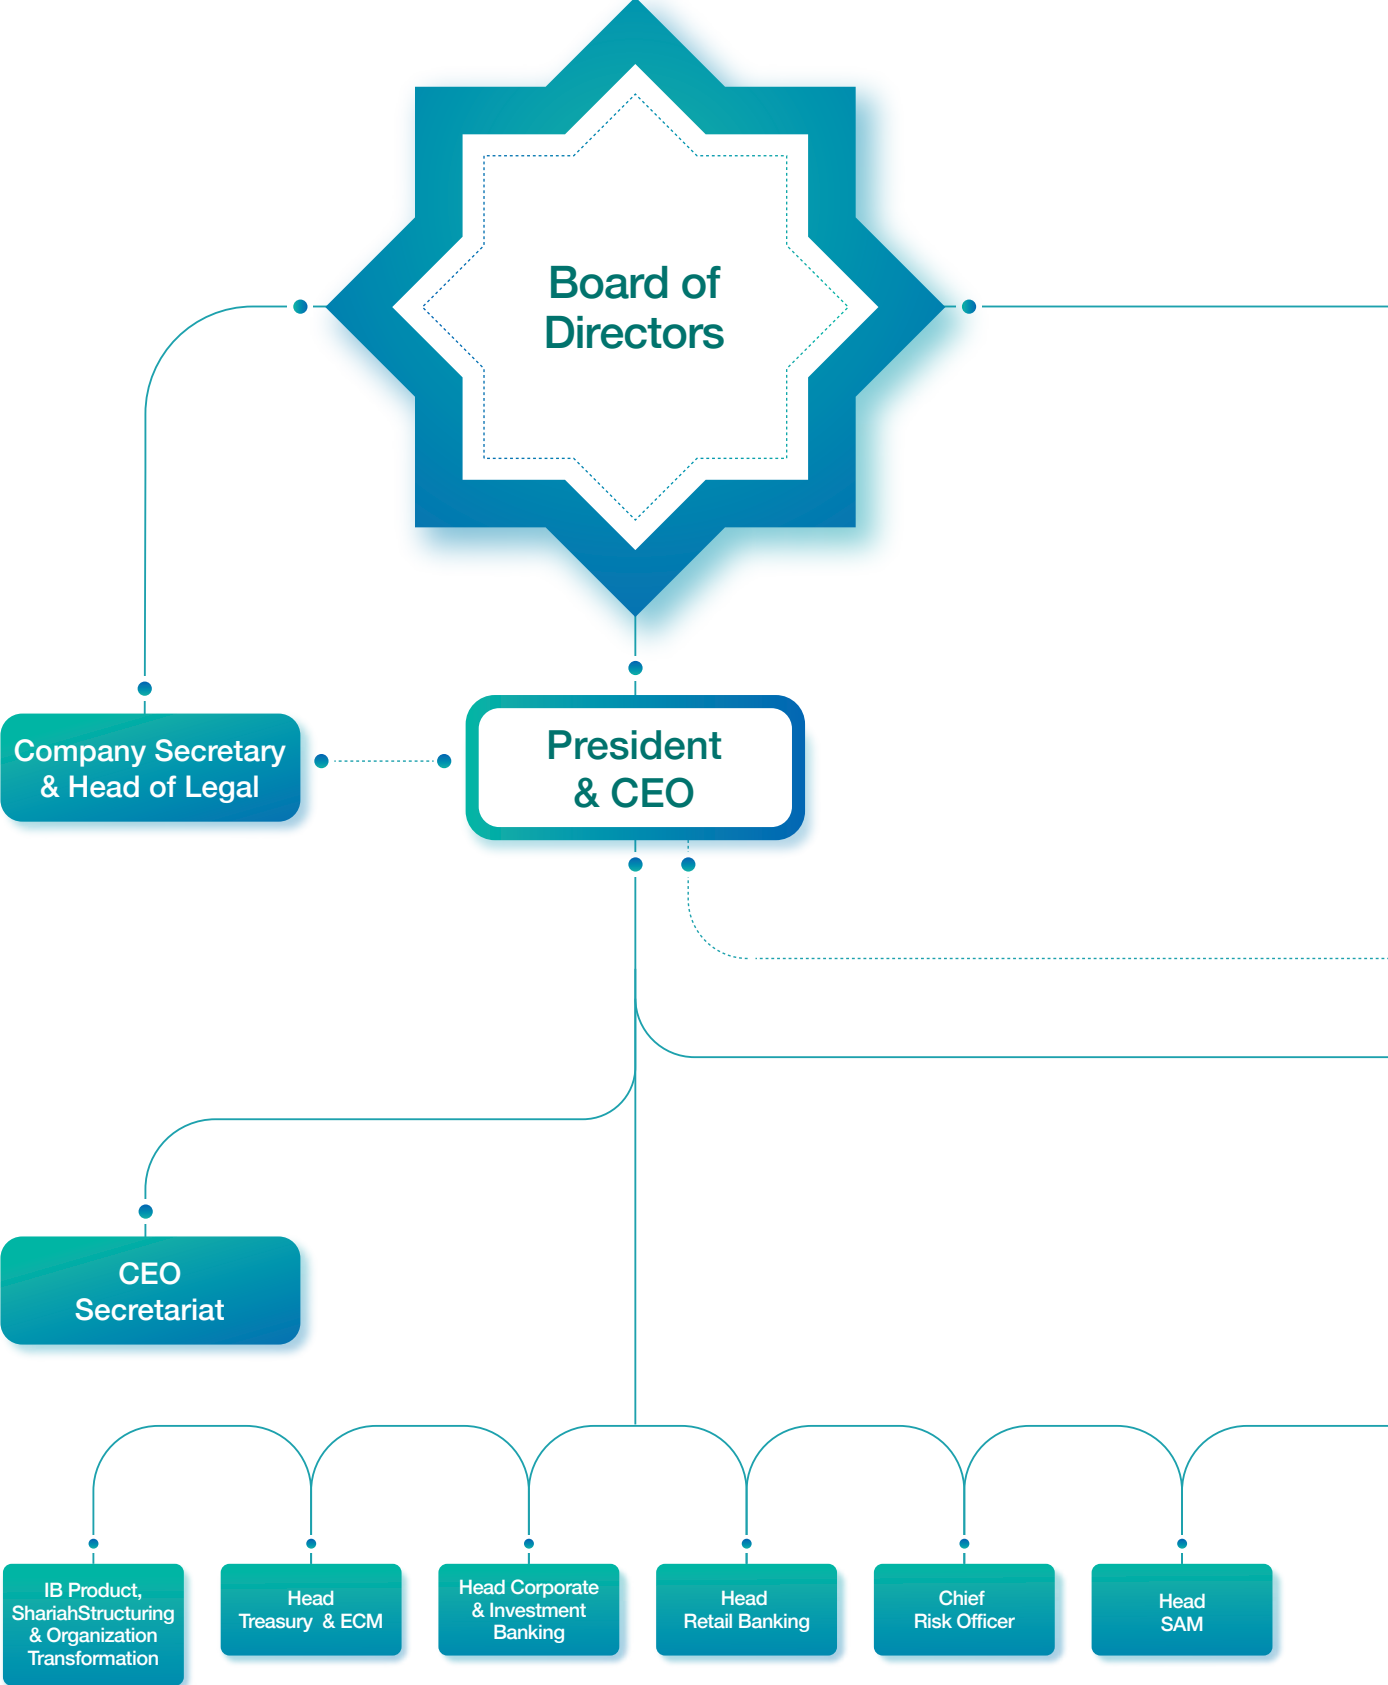 Board of
Directors
Company Secretary
& Head of Legal
President
& CEO
CEO
Secretariat
IB Product,
ShariahStructuring
& Organization
Transformation
Head
Treasury & ECM
Head Corporate
& Investment
Banking
Head
Retail Banking
Chief
Risk Officer
Head
SAM